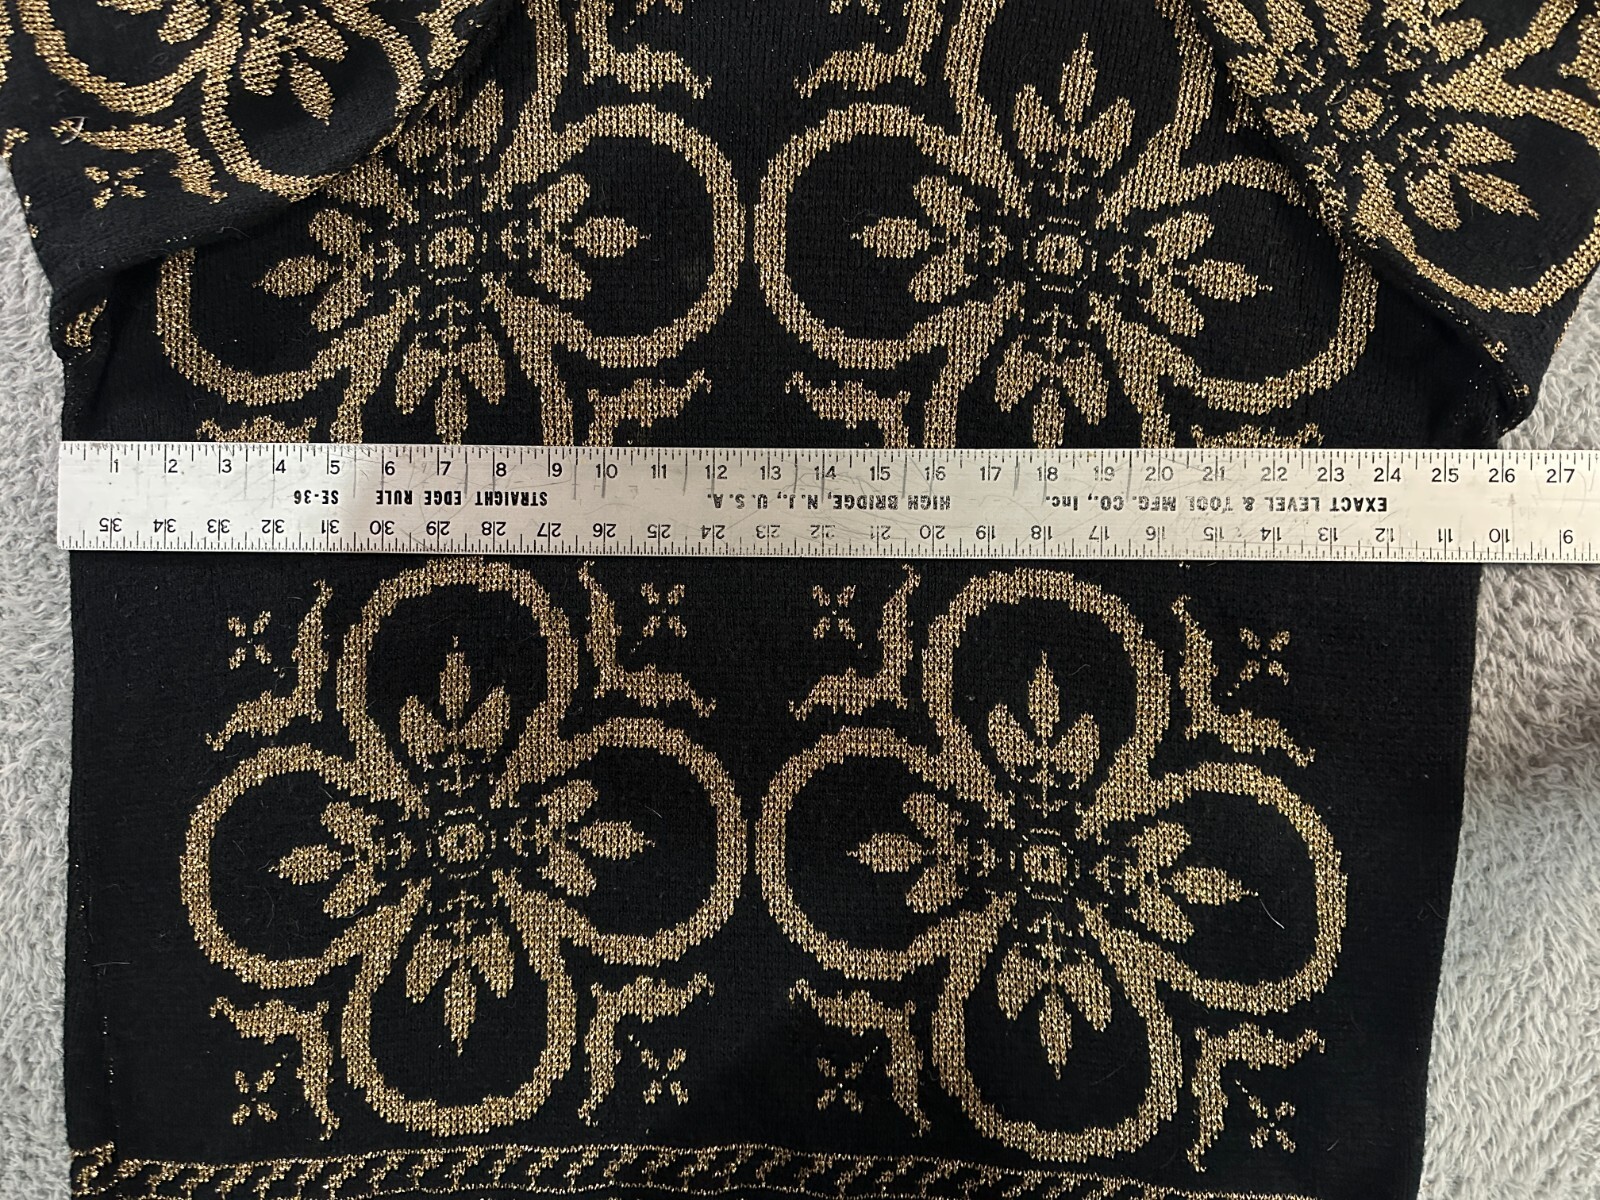 1 2 3 4 5 6 7 8 9 10 11 12 13 14 15 16 17 18 19 20 21 22 23 24 25 26 27
EXACT LEVEL & TOOL MFG. CO., Inc. HIGH BRIDGE, N.J., U.S.A. STRAIGHT EDGE RULE SE-36
9 10 11 12 13 14 15 16 17 18 19 20 21 22 23 24 25 26 27 28 29 30 31 32 33 34 35